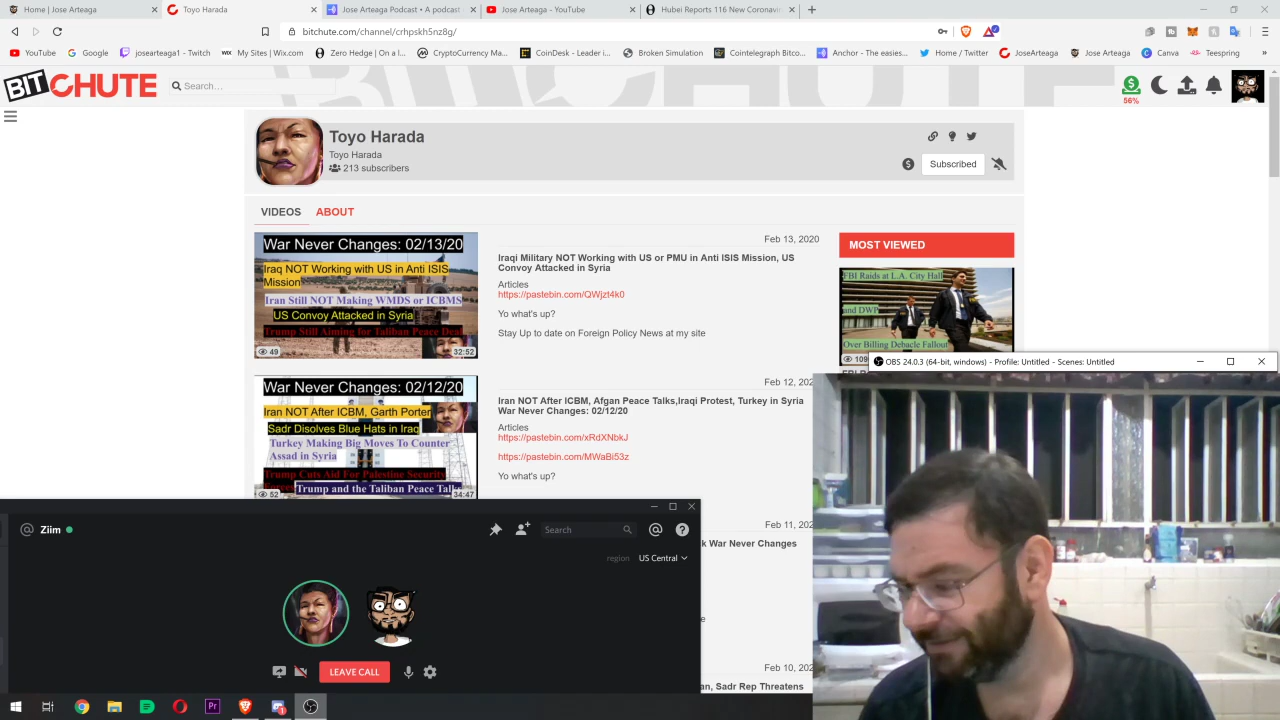 Home | Jose Arteaga
Toyo Harada
Jose Arteaga Podcast • A podcast
Jose Arteaga - YouTube
Hubei Reports 116 New Coronavir
bitchute.com/channel/crhpskh5nz8g/
YouTube
Google
josearteaga1 - Twitch
WIX My Sites | Wix.com
Zero Hedge | On a l...
CryptoCurrency Ma...
CoinDesk - Leader i...
Broken Simulation
Cointelegraph Bitco...
Anchor - The easies...
Home / Twitter
JoseArteaga
Jose Arteaga
Canva
Teespring
BITCHUTE
Search...
56%
BITCHUTE
Toyo Harada
Toyo Harada
213 subscribers
Subscribed
VIDEOS ABOUT
War Never Changes: 02/13/20
Iraq NOT Working with US in Anti ISIS
Mission
Iran Still NOT Making WMDS or ICBMS
US Convoy Attacked in Syria
Trump Still Aiming for Taliban Peace Deal
49
32:52
Feb 13, 2020
Iraqi Military NOT Working with US or PMU in Anti ISIS Mission, US
Convoy Attacked in Syria
Articles
https://pastebin.com/QWjzt4k0
Yo what's up?
Stay Up to date on Foreign Policy News at my site
MOST VIEWED
FBI Raids at L.A. City Hall
and DWP
Over Billing Debacle Fallout
109
War Never Changes: 02/12/20
Iran NOT After ICBM, Garth Porter
Sadr Disolves Blue Hats in Iraq
Turkey Making Big Moves To Counter
Assad in Syria
Trump Cuts Aid For Palestine Security
Forces
Trump and the Taliban Peace Talks
52
34:47
Feb 12, 202
Iran NOT After ICBM, Afgan Peace Talks,Iraqi Protest, Turkey in Syria
War Never Changes: 02/12/20
Articles
https://pastebin.com/xRdXNbkJ
https://pastebin.com/MWaBi53z
Yo what's up?
Feb 11, 202
k War Never Changes
e
Feb 10, 202
an, Sadr Rep Threatens
OBS 24.0.3 (64-bit, windows) - Profile: Untitled - Scenes: Untitled
@ Ziim
Search
region US Central
LEAVE CALL